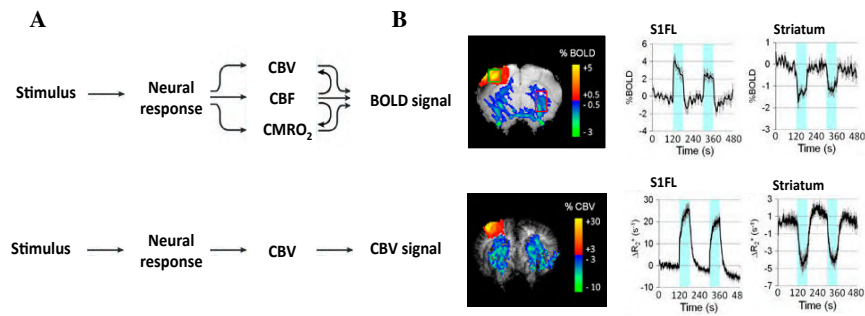 A
Stimulus
Neural
response
CBV
CBF
CMRO2
BOLD signal
Stimulus
Neural
response
CBV
CBV signal
B
% BOLD
+5
+0.5
-0.5
- 3
S1FL
%BOLD
6
4
2
0
-2
-4
0 120 240 360 480
Time (s)
Striatum
%BOLD
1
0
-1
-2
-3
0 120 240 360 480
Time (s)
% CBV
+30
+3
- 3
- 10
S1FL
ΔR2* (s-1)
30
20
10
0
-10
0 120 240 360 48
Time (s)
Striatum
ΔR2* (s-1)
3
1
-1
-3
-5
-7
0 120 240 360 480
Time (s)